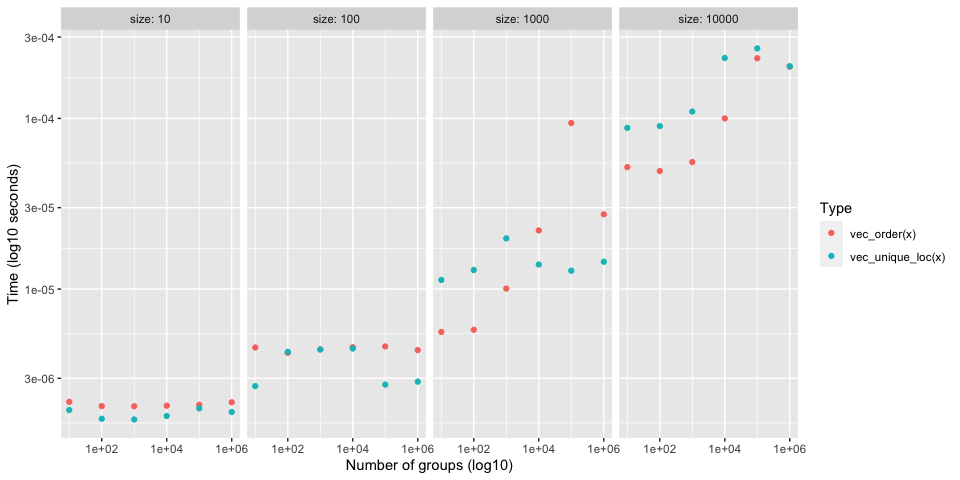 size: 10
size: 100
size: 1000
size: 10000
3e-04
1e-04
3e-05
1e-05
3e-06
Time (log10 seconds)
1e+02 1e+04 1e+06
1e+02 1e+04 1e+06
1e+02 1e+04 1e+06
1e+02 1e+04 1e+06
Number of groups (log10)
Type
vec_order(x)
vec_unique_loc(x)